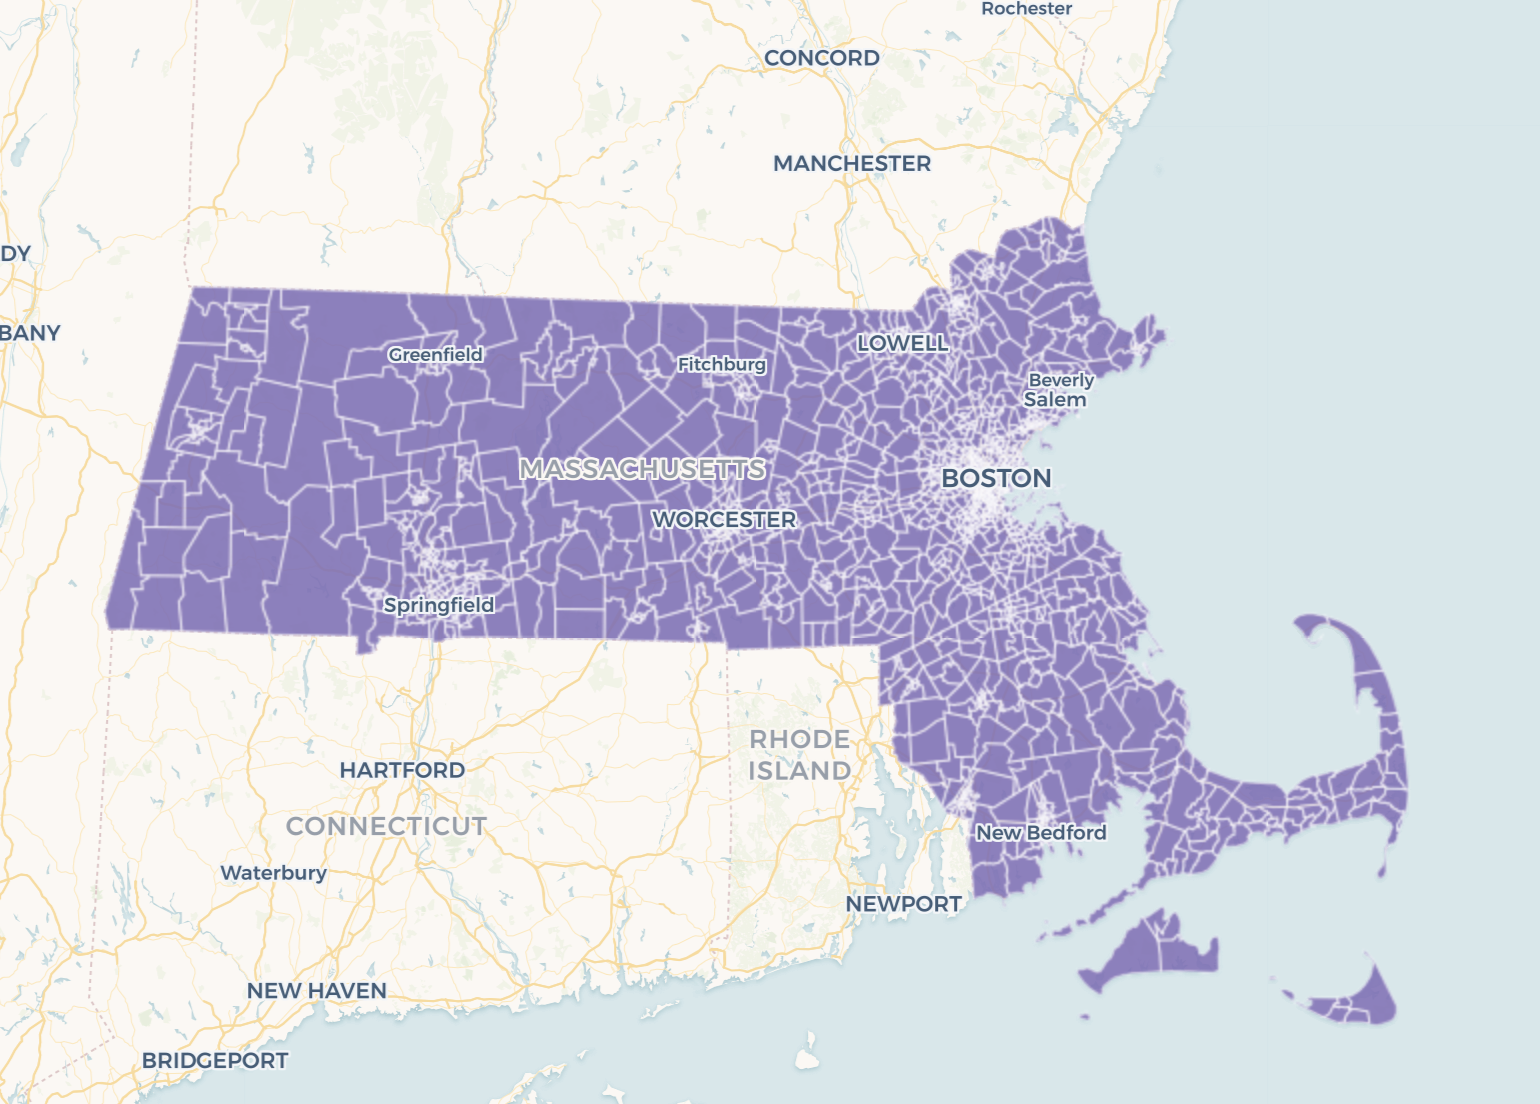 Rochester
CONCORD
MANCHESTER
DY
BANY
LOWELL
Greenfield
Fitchburg
Beverly
Salem
MASSACHUSETTS
BOSTON
WORCESTER
Springfield
RHODE
ISLAND
HARTFORD
CONNECTICUT
New Bedford
Waterbury
NEWPORT
NEW HAVEN
BRIDGEPORT